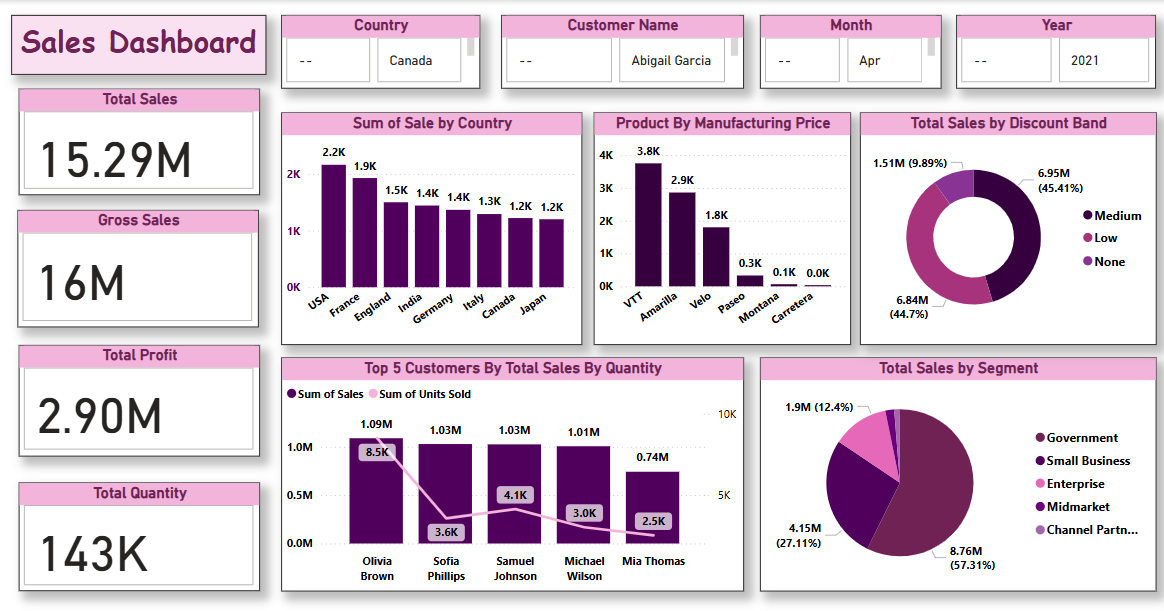 Sales Dashboard
Country
--
Canada
Customer Name
--
Abigail Garcia
Month
--
Apr
Year
--
2021
Total Sales
15.29M
Gross Sales
16M
Total Profit
2.90M
Total Quantity
143K
Sum of Sale by Country
2K
1K
0K
2.2K
1.9K
1.5K
1.4K
1.4K
1.3K
1.2K
1.2K
USA
France
England
India
Germany
Italy
Canada
Japan
Product By Manufacturing Price
4K
3K
2K
1K
0K
3.8K
2.9K
1.8K
0.3K
0.1K
0.0K
VTT
Amarilla
Velo
Paseo
Montana
Carretera
Total Sales by Discount Band
1.51M (9.89%)
6.95M
(45.41%)
6.84M
(44.7%)
Medium
Low
None
Top 5 Customers By Total Sales By Quantity
Sum of Sales
Sum of Units Sold
1.0M
0.5M
0.0M
10K
5K
1.09M
1.03M
1.03M
1.01M
0.74M
8.5K
3.6K
4.1K
3.0K
2.5K
Olivia
Brown
Sofia
Phillips
Samuel
Johnson
Michael
Wilson
Mia Thomas
Total Sales by Segment
1.9M (12.4%)
4.15M
(27.11%)
8.76M
(57.31%)
Government
Small Business
Enterprise
Midmarket
Channel Partn...